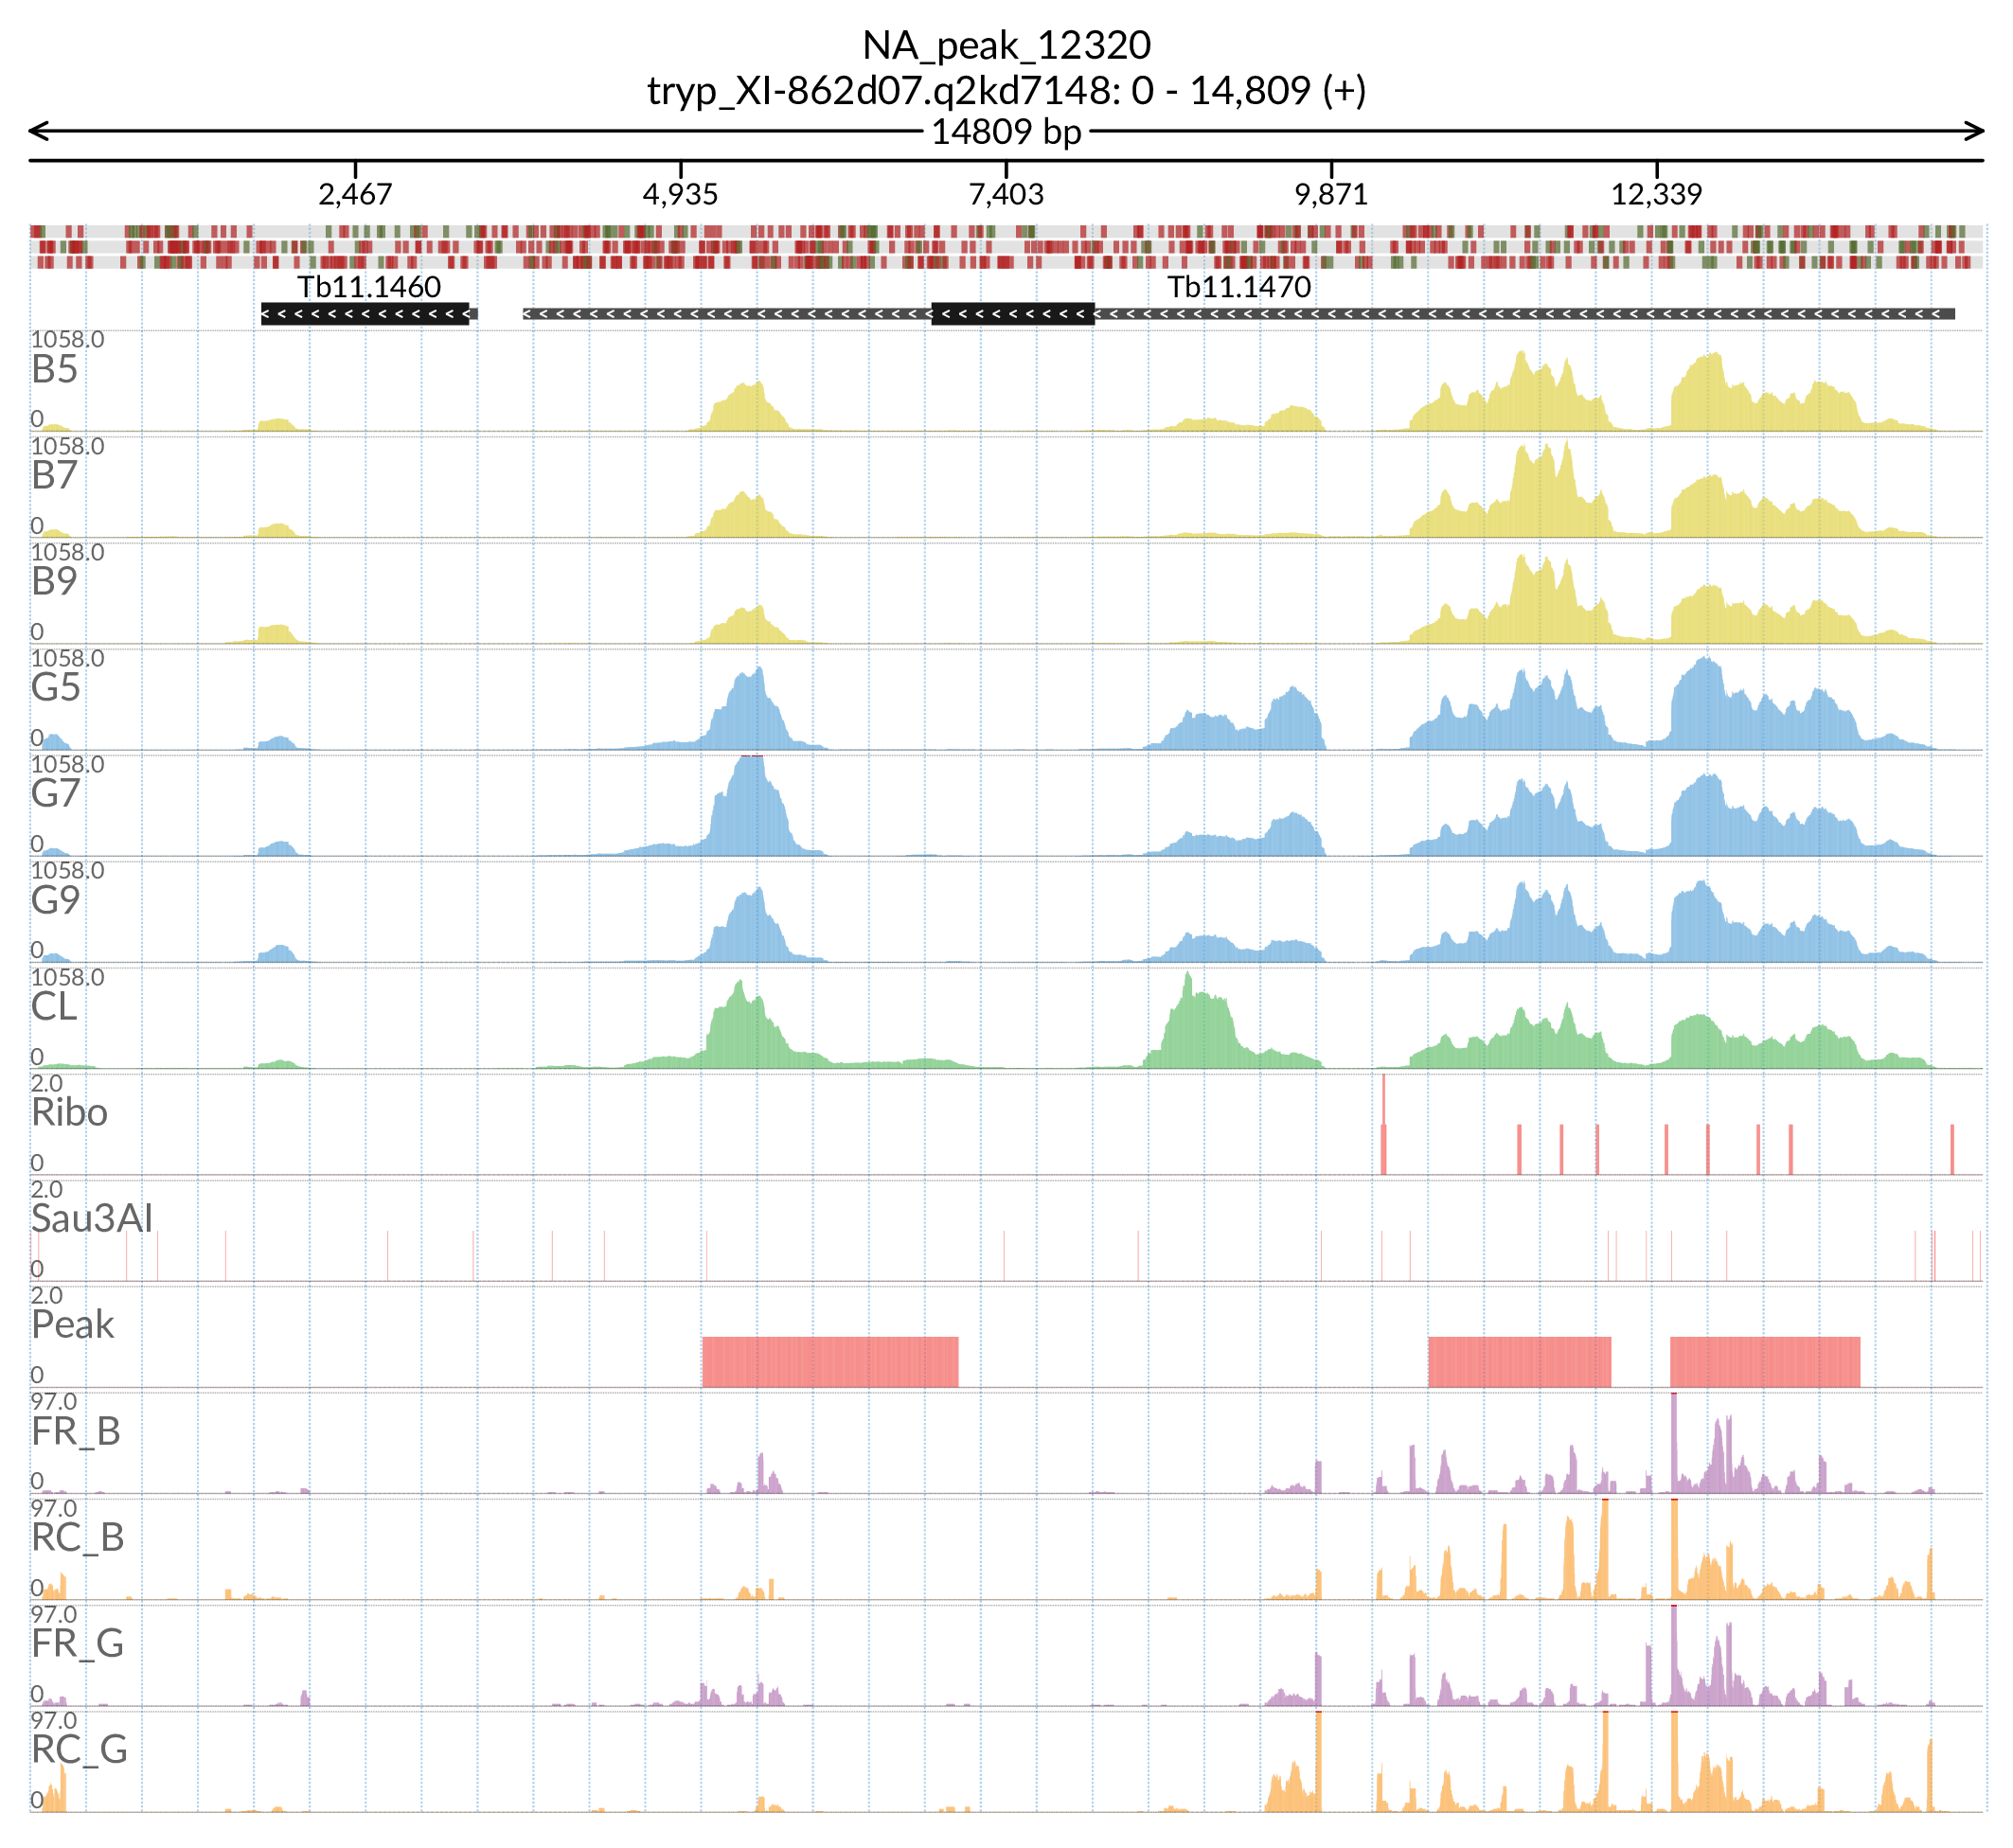 NA_peak_12320
tryp_XI-862d07.q2kd7148: 0 - 14,809 (+)
14809 bp
2,467 4,935 7,403 9,871 12,339
Tb11.1460 Tb11.1470
1058.0
B5
0
1058.0
B7
0
1058.0
B9
0
1058.0
G5
0
1058.0
G7
0
1058.0
G9
0
1058.0
CL
0
2.0
Ribo
0
2.0
Sau3AI
0
2.0
Peak
0
97.0
FR_B
0
97.0
RC_B
0
97.0
FR_G
0
97.0
RC_G
0